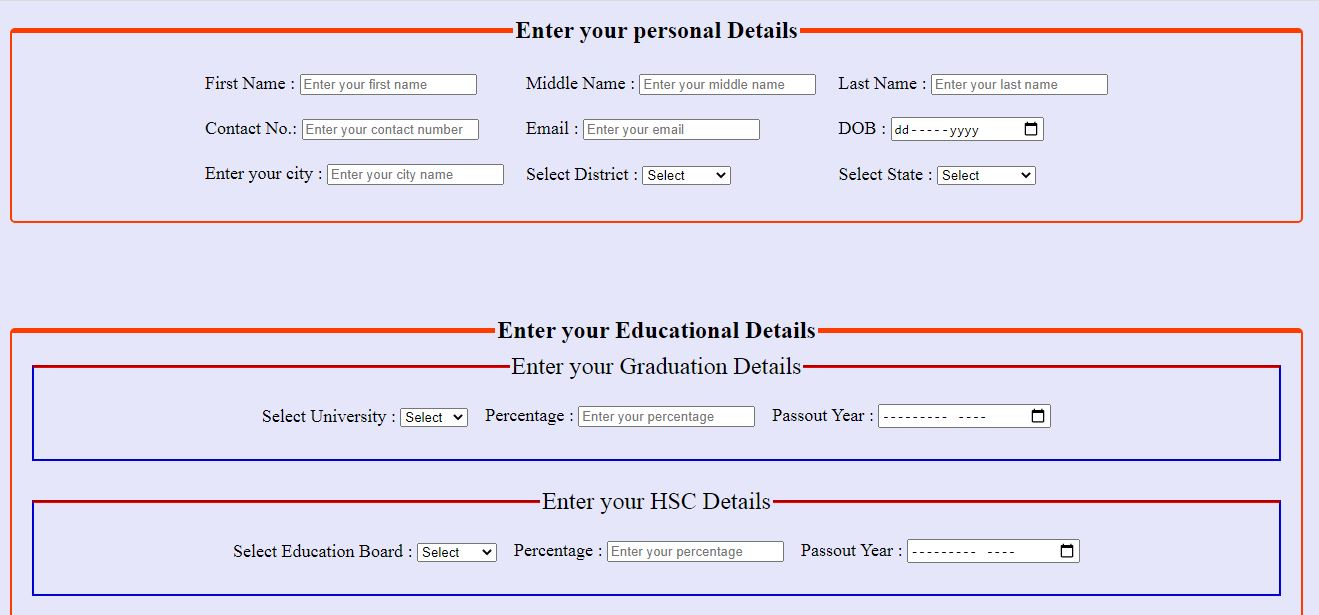 Enter your personal Details
First Name : Enter your first name Middle Name : Enter your middle name Last Name : Enter your last name
Contact No.: Enter your contact number Email : Enter your email DOB : dd-----yyyy
Enter your city : Enter your city name Select District : Select Select State : Select
Enter your Educational Details
Enter your Graduation Details
Select University : Select Percentage : Enter your percentage Passout Year : --------- ----
Enter your HSC Details
Select Education Board : Select Percentage : Enter your percentage Passout Year : --------- ----